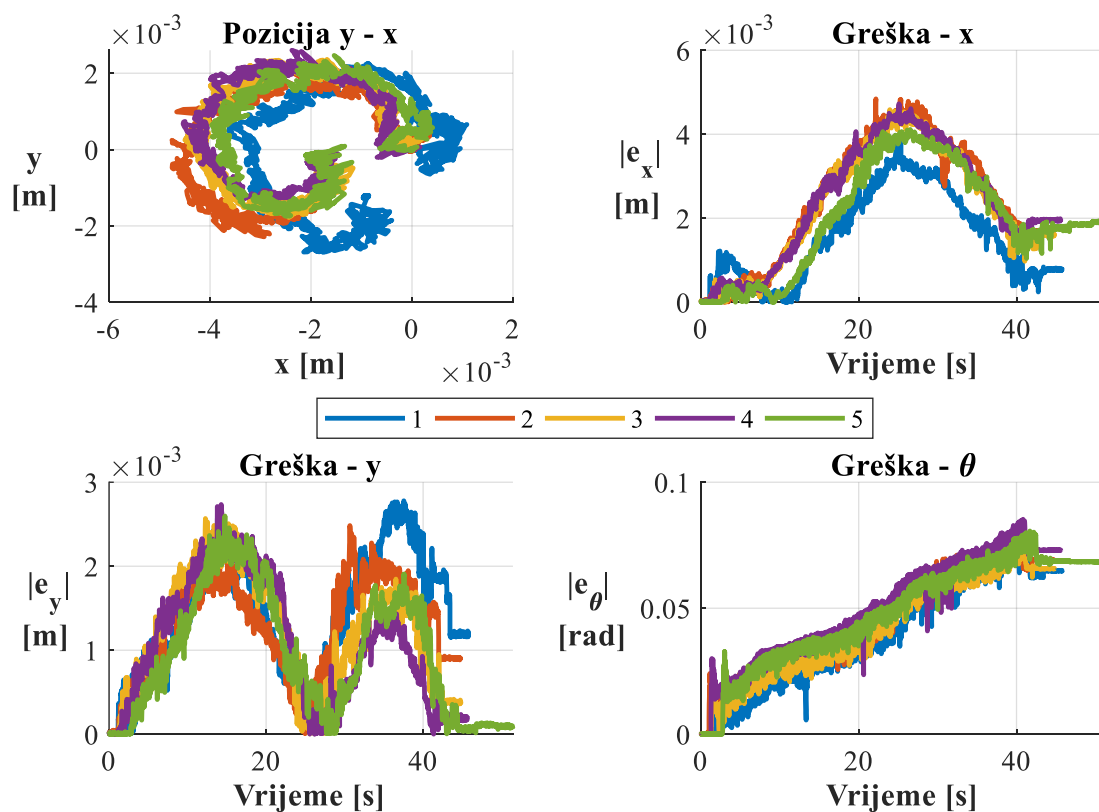 ×10⁻³
Pozicija y - x
2
0
-2
-4
y
[m]
-6
-4
-2
0
2
x [m]
×10⁻³
×10⁻³
Greška - x
6
4
2
0
|eₓ|
[m]
0
20
40
Vrijeme [s]
1
2
3
4
5
×10⁻³
Greška - y
3
2
1
0
|e_y|
[m]
0
20
40
Vrijeme [s]
Greška - θ
0.1
0.05
0
|e_θ|
[rad]
0
20
40
Vrijeme [s]